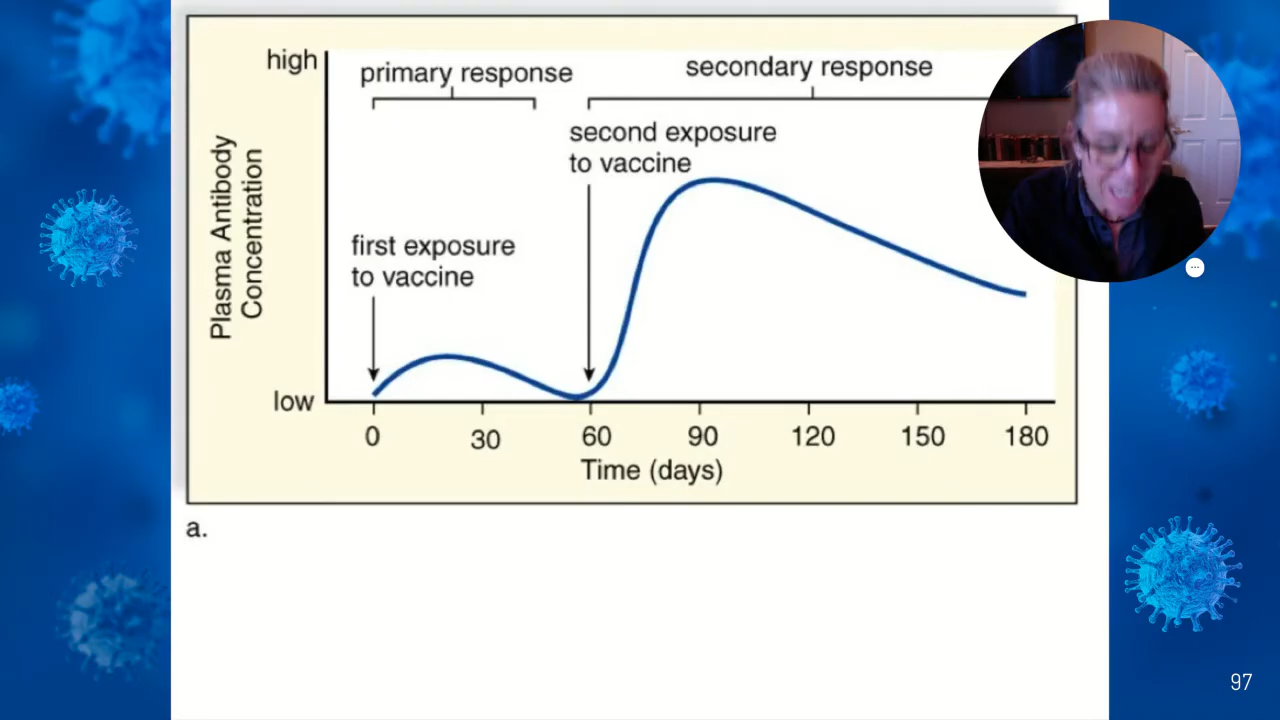 high
primary response
secondary response
second exposure
to vaccine
first exposure
to vaccine
Plasma Antibody
Concentration
low
0 30 60 90 120 150 180
Time (days)
a.
97